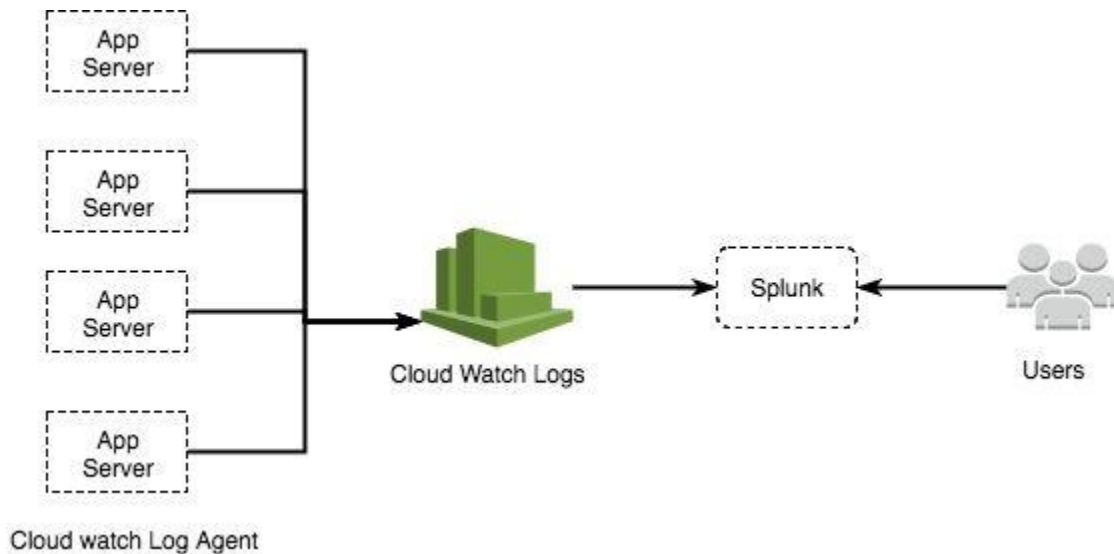 App
Server
App
Server
App
Server
App
Server
Cloud watch Log Agent
Cloud Watch Logs
Splunk
Users